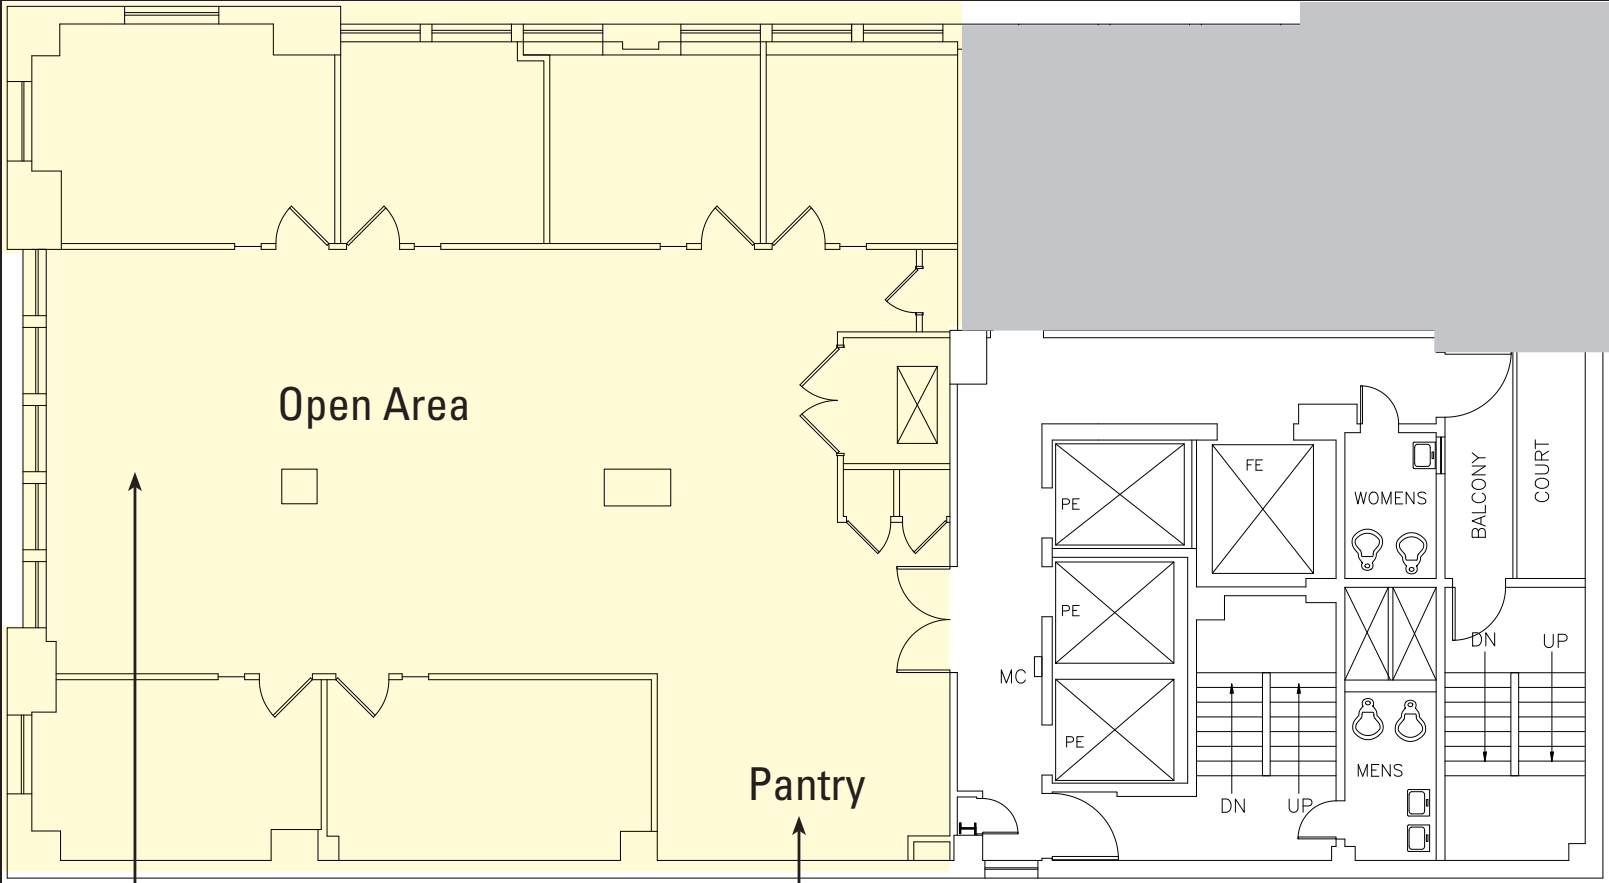 Open Area
FE
PE
WOMENS
BALCONY
COURT
PE
DN
UP
MC
PE
MENS
Pantry
DN
UP